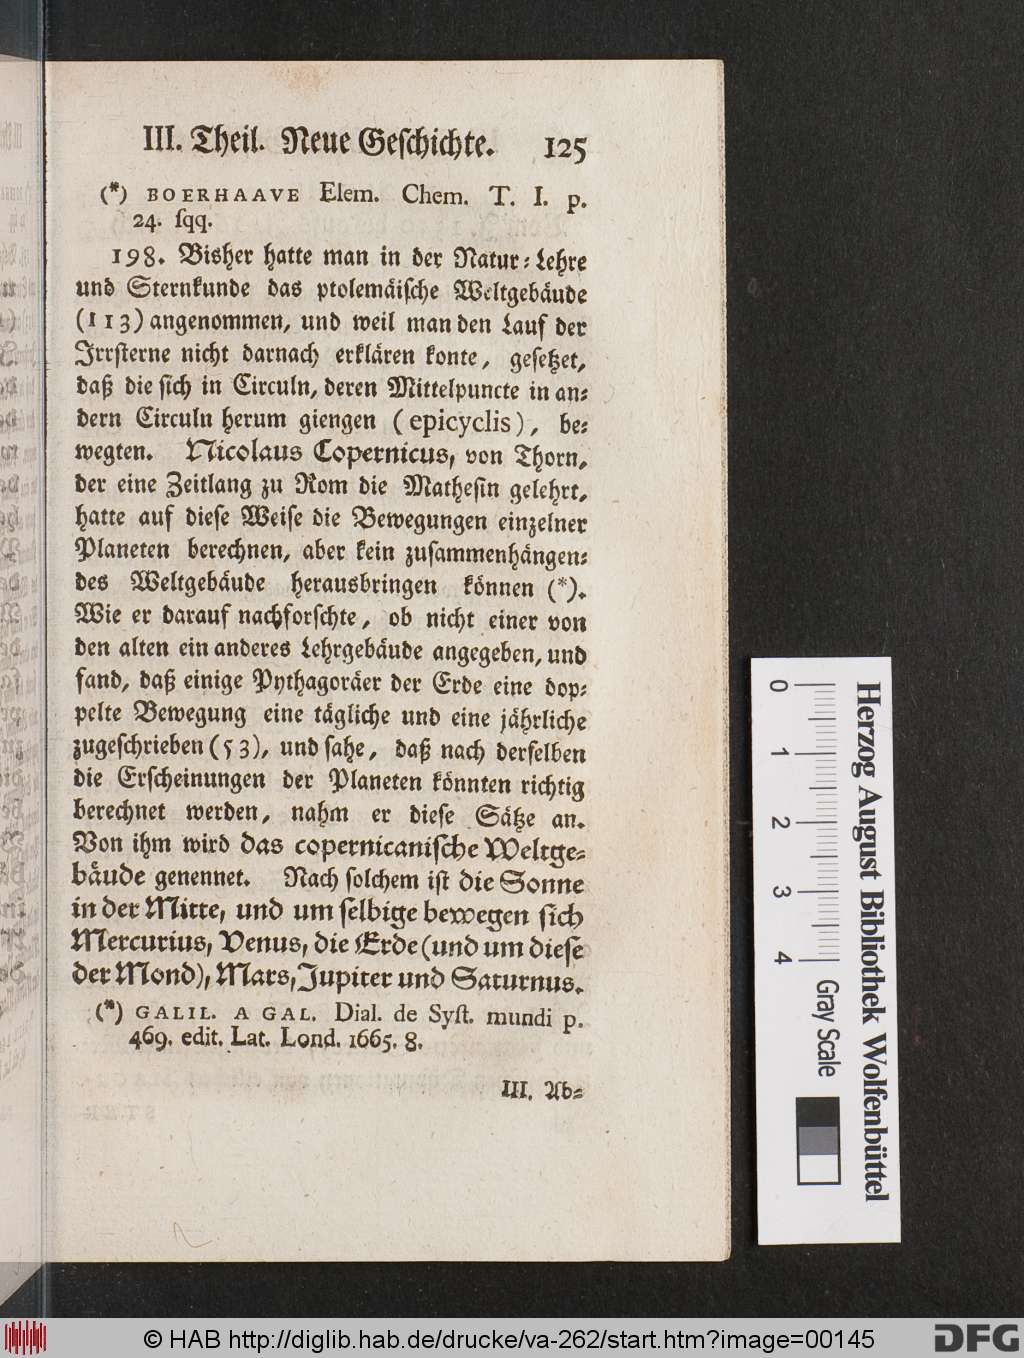 III. Theil. Neue Geschichte. 125
(*) BOERHAAVE Elem. Chem. T. I. p.
24. ſqq.
198. Bisher hatte man in der Natur⸗Lehre
und Sternkunde das ptolemäiſche Weltgebäude
(113) angenommen, und weil man den Lauf der
Irrſterne nicht darnach erklären konte, geſetzet,
daß die ſich in Circuln, deren Mittelpuncte in an⸗
dern Circuln herum giengen (epicyclis), be⸗
wegten. Nicolaus Copernicus, von Thorn,
der eine Zeitlang zu Rom die Matheſin gelehrt,
hatte auf dieſe Weiſe die Bewegungen einzelner
Planeten berechnen, aber kein zuſammenhängen⸗
des Weltgebäude herausbringen können (*).
Wie er darauf nachforſchte, ob nicht einer von
den alten ein anderes Lehrgebäude angegeben, und
fand, daß einige Pythagoräer der Erde eine dop⸗
pelte Bewegung eine tägliche und eine jährliche
zugeschrieben (53), und ſahe, daß nach derſelben
die Erſcheinungen der Planeten könnten richtig
berechnet werden, nahm er dieſe Sätze an.
Von ihm wird das copernicaniſche Weltge⸗
bäude genennet. Nach ſolchem iſt die Sonne
in der Mitte, und um ſelbige bewegen ſich
Mercurius, Venus, die Erde (und um dieſe
der Mond), Mars, Jupiter und Saturnus.
(*) GALIL. A GAL. Dial. de Syſt. mundi p.
469. edit. Lat. Lond. 1665. 8.
III. Ab⸗
0 1 2 3 4
Gray Scale
Herzog August Bibliothek Wolfenbüttel
© HAB http://diglib.hab.de/drucke/va-262/start.htm?image=00145
DFG